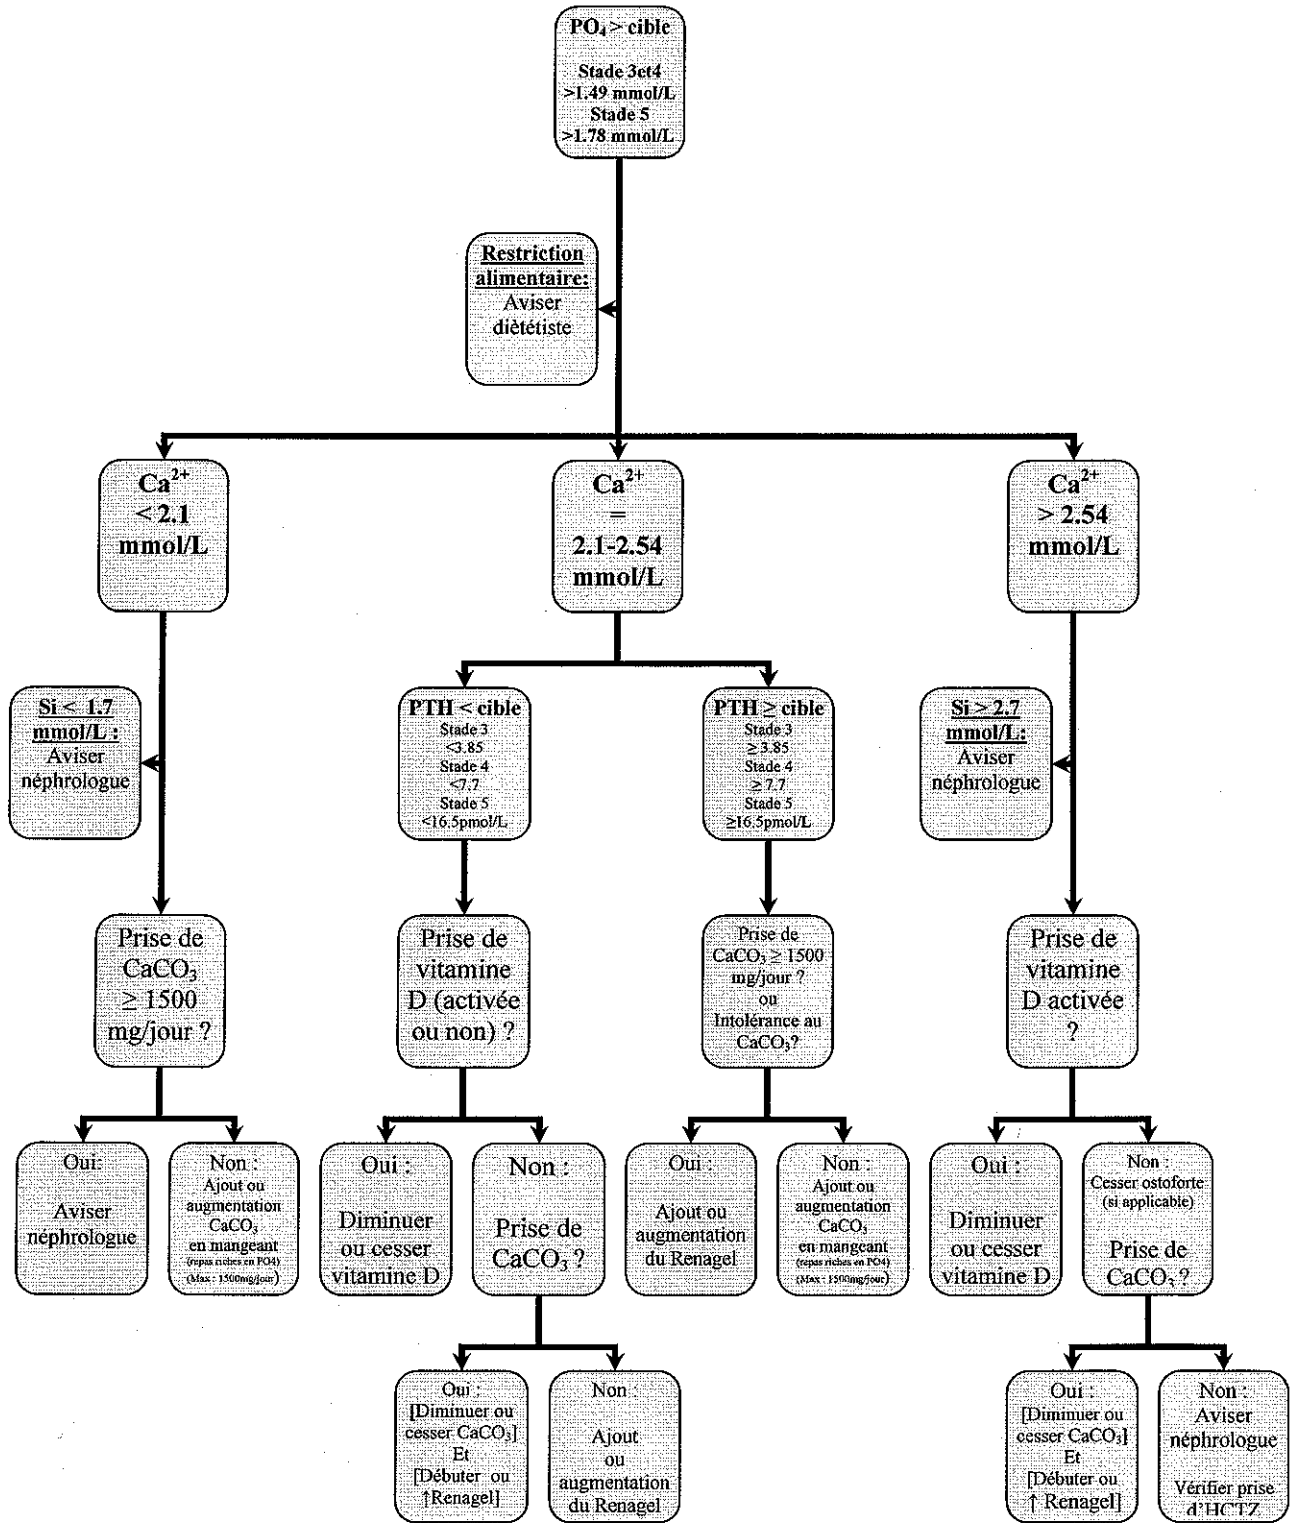 PO₄ > cible
Stade 3et4
>1.49 mmol/L
Stade 5
>1.78 mmol/L
Restriction
alimentaire:
Aviser
diètétiste
Ca²⁺
< 2.1
mmol/L
Ca²⁺
=
2.1-2.54
mmol/L
Ca²⁺
> 2.54
mmol/L
Si < 1.7
mmol/L :
Aviser
néphrologue
PTH < cible
Stade 3
<3.85
Stade 4
<7.7
Stade 5
<16.5pmol/L
PTH ≥ cible
Stade 3
≥ 3.85
Stade 4
≥ 7.7
Stade 5
≥16.5pmol/L
Si > 2.7
mmol/L:
Aviser
néphrologue
Prise de
CaCO₃
≥ 1500
mg/jour ?
Prise de
vitamine
D (activée
ou non) ?
Prise de
CaCO₃ ≥ 1500
mg/jour ?
ou
Intolérance au
CaCO₃?
Prise de
vitamine
D activée
?
Oui:
Aviser
néphrologue
Non :
Ajout ou
augmentation
CaCO₃
en mangeant
(repas riches en PO4)
(Max : 1500mg/jour)
Oui :
Diminuer
ou cesser
vitamine D
Non :
Prise de
CaCO₃ ?
Oui :
Ajout ou
augmentation
du Renagel
Non :
Ajout ou
augmentation
CaCO₃
en mangeant
(repas riches en PO4)
(Max : 1500mg/jour)
Oui :
Diminuer
ou cesser
vitamine D
Non :
Cesser ostoforte
(si applicable)
Prise de
CaCO₃ ?
Oui :
[Diminuer ou
cesser CaCO₃]
Et
[Débuter ou
↑Renagel]
Non :
Ajout
ou
augmentation
du Renagel
Oui :
[Diminuer ou
cesser CaCO₃]
Et
[Débuter ou
↑ Renagel]
Non :
Aviser
néphrologue
Vérifier prise
d'HCTZ